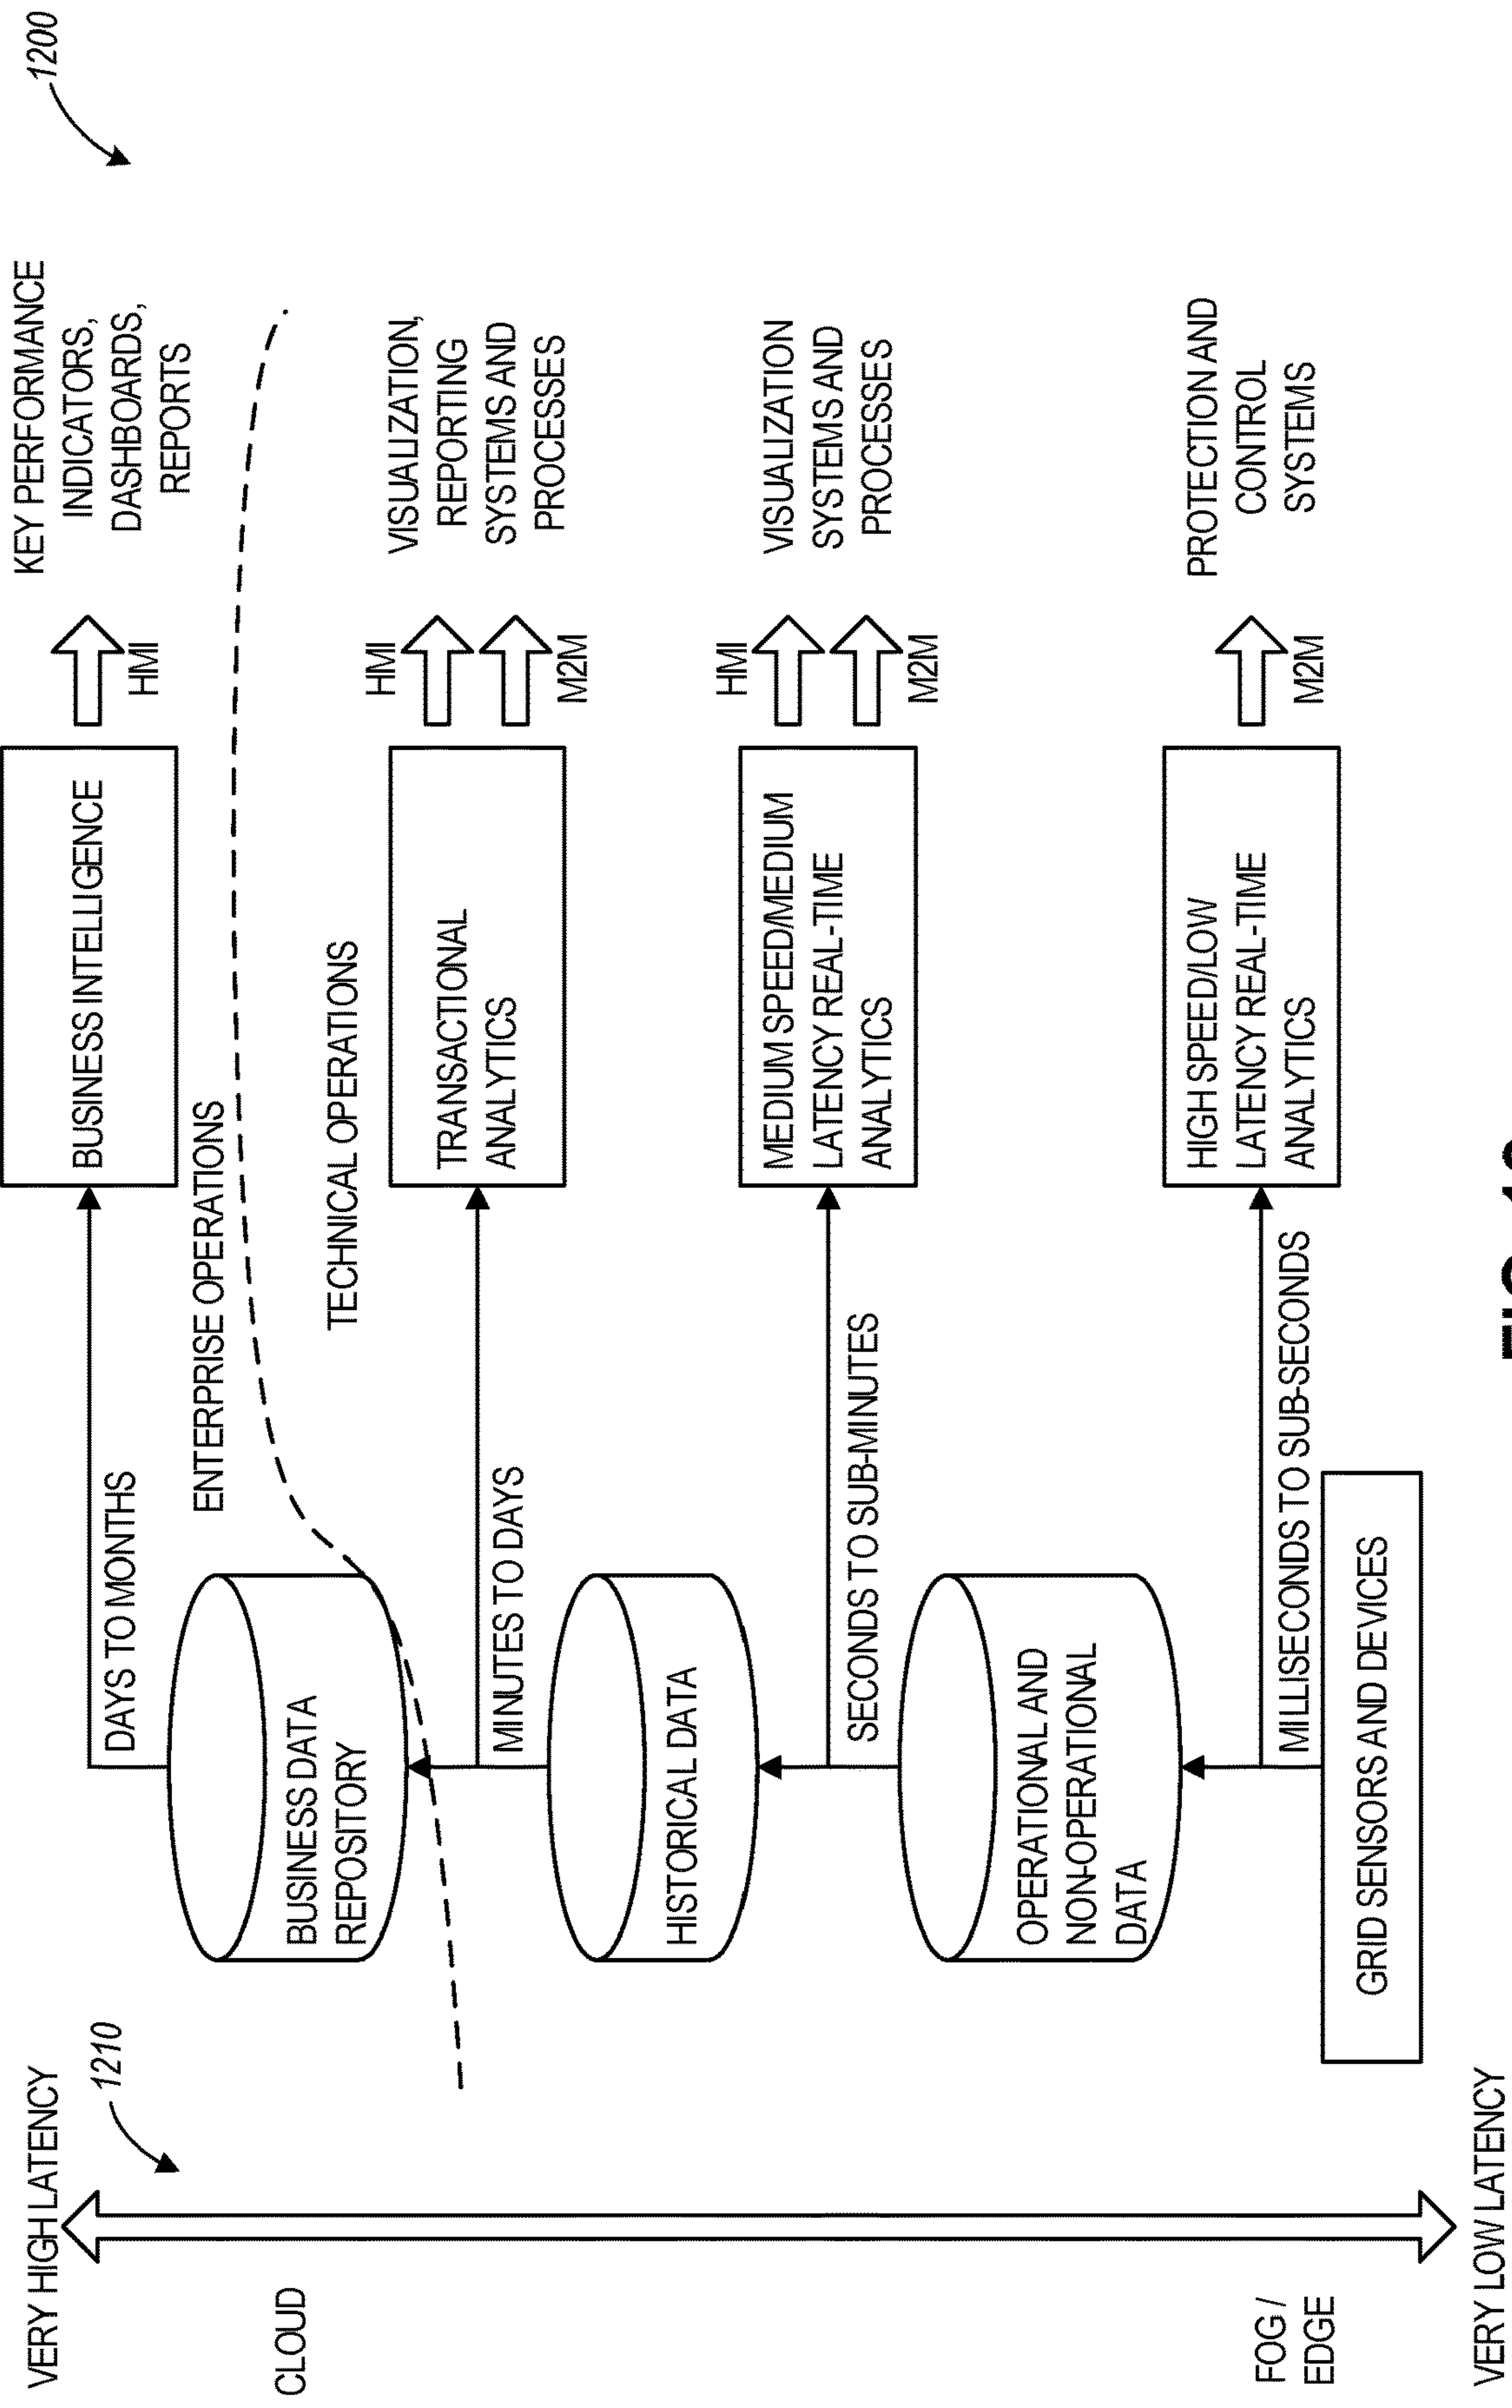 1200
VERY HIGH LATENCY
1210
CLOUD
FOG /
EDGE
VERY LOW LATENCY
DAYS TO MONTHS
BUSINESS INTELLIGENCE
HMI
KEY PERFORMANCE
INDICATORS,
DASHBOARDS,
REPORTS
ENTERPRISE OPERATIONS
BUSINESS DATA
REPOSITORY
TECHNICAL OPERATIONS
MINUTES TO DAYS
TRANSACTIONAL
ANALYTICS
HMI
M2M
VISUALIZATION,
REPORTING
SYSTEMS AND
PROCESSES
HISTORICAL DATA
SECONDS TO SUB-MINUTES
MEDIUM SPEED/MEDIUM
LATENCY REAL-TIME
ANALYTICS
HMI
M2M
VISUALIZATION
SYSTEMS AND
PROCESSES
OPERATIONAL AND
NON-OPERATIONAL
DATA
MILLISECONDS TO SUB-SECONDS
HIGH SPEED/LOW
LATENCY REAL-TIME
ANALYTICS
M2M
PROTECTION AND
CONTROL
SYSTEMS
GRID SENSORS AND DEVICES